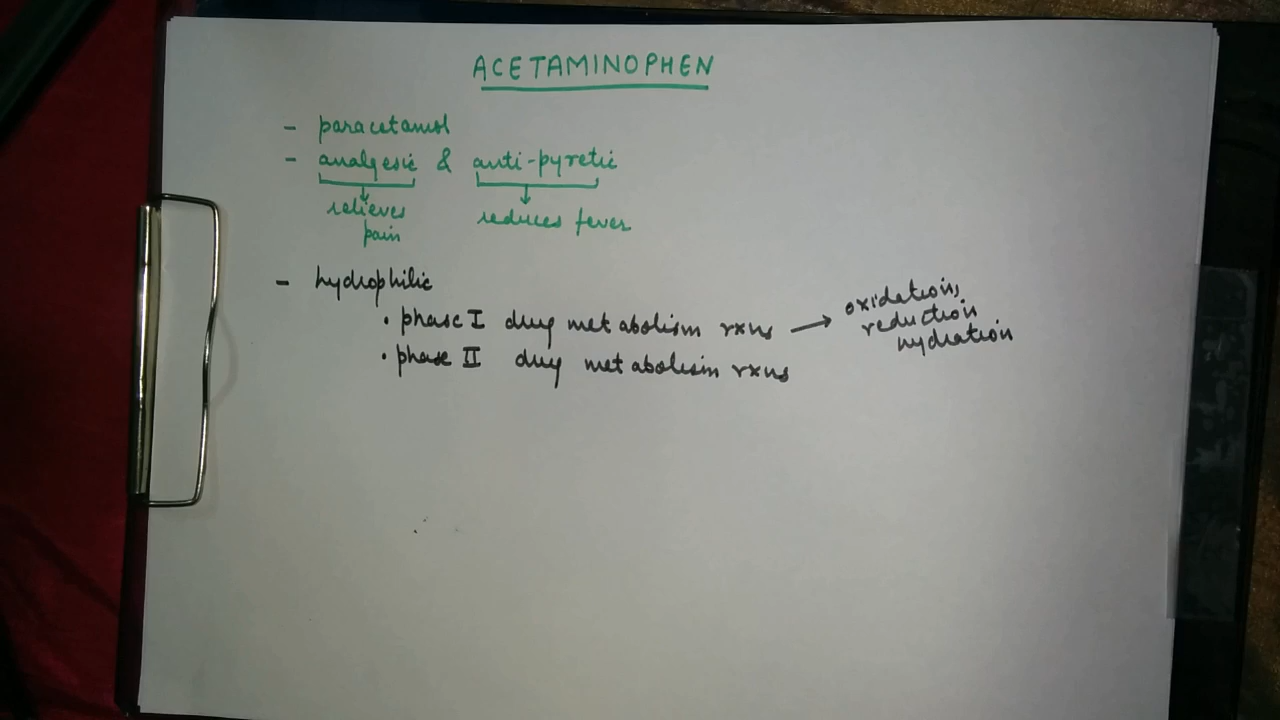 ACETAMINOPHEN
- paracetamol
- analgesic & anti-pyretic
relieves pain
reduces fever
- hydrophilic
• phase I drug metabolism rxns → oxidation,
reduction
hydration
• phase II drug metabolism rxns